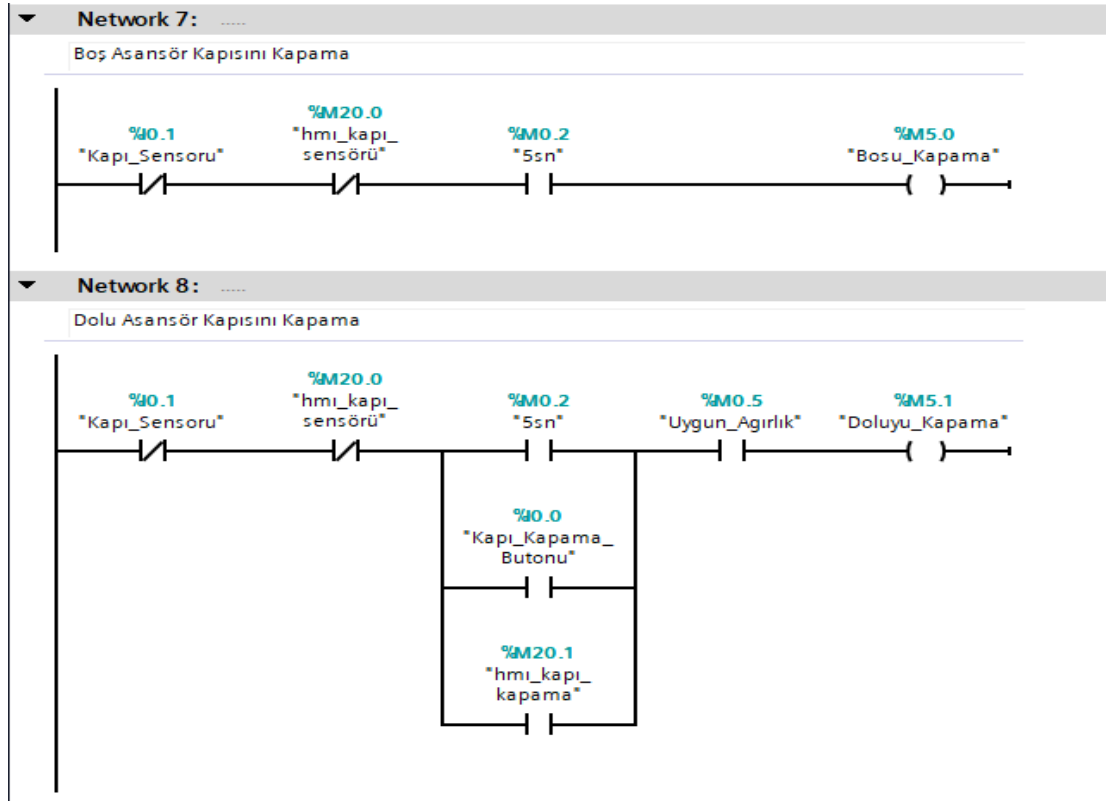 Network 7: .....
Boş Asansör Kapısını Kapama
%I0.1
"Kapı_Sensoru"
%M20.0
"hmı_kapı_
sensörü"
%M0.2
"5sn"
%M5.0
"Bosu_Kapama"
Network 8: .....
Dolu Asansör Kapısını Kapama
%I0.1
"Kapı_Sensoru"
%M20.0
"hmı_kapı_
sensörü"
%M0.2
"5sn"
%M0.5
"Uygun_Agırlık"
%M5.1
"Doluyu_Kapama"
%I0.0
"Kapı_Kapama_
Butonu"
%M20.1
"hmı_kapı_
kapama"